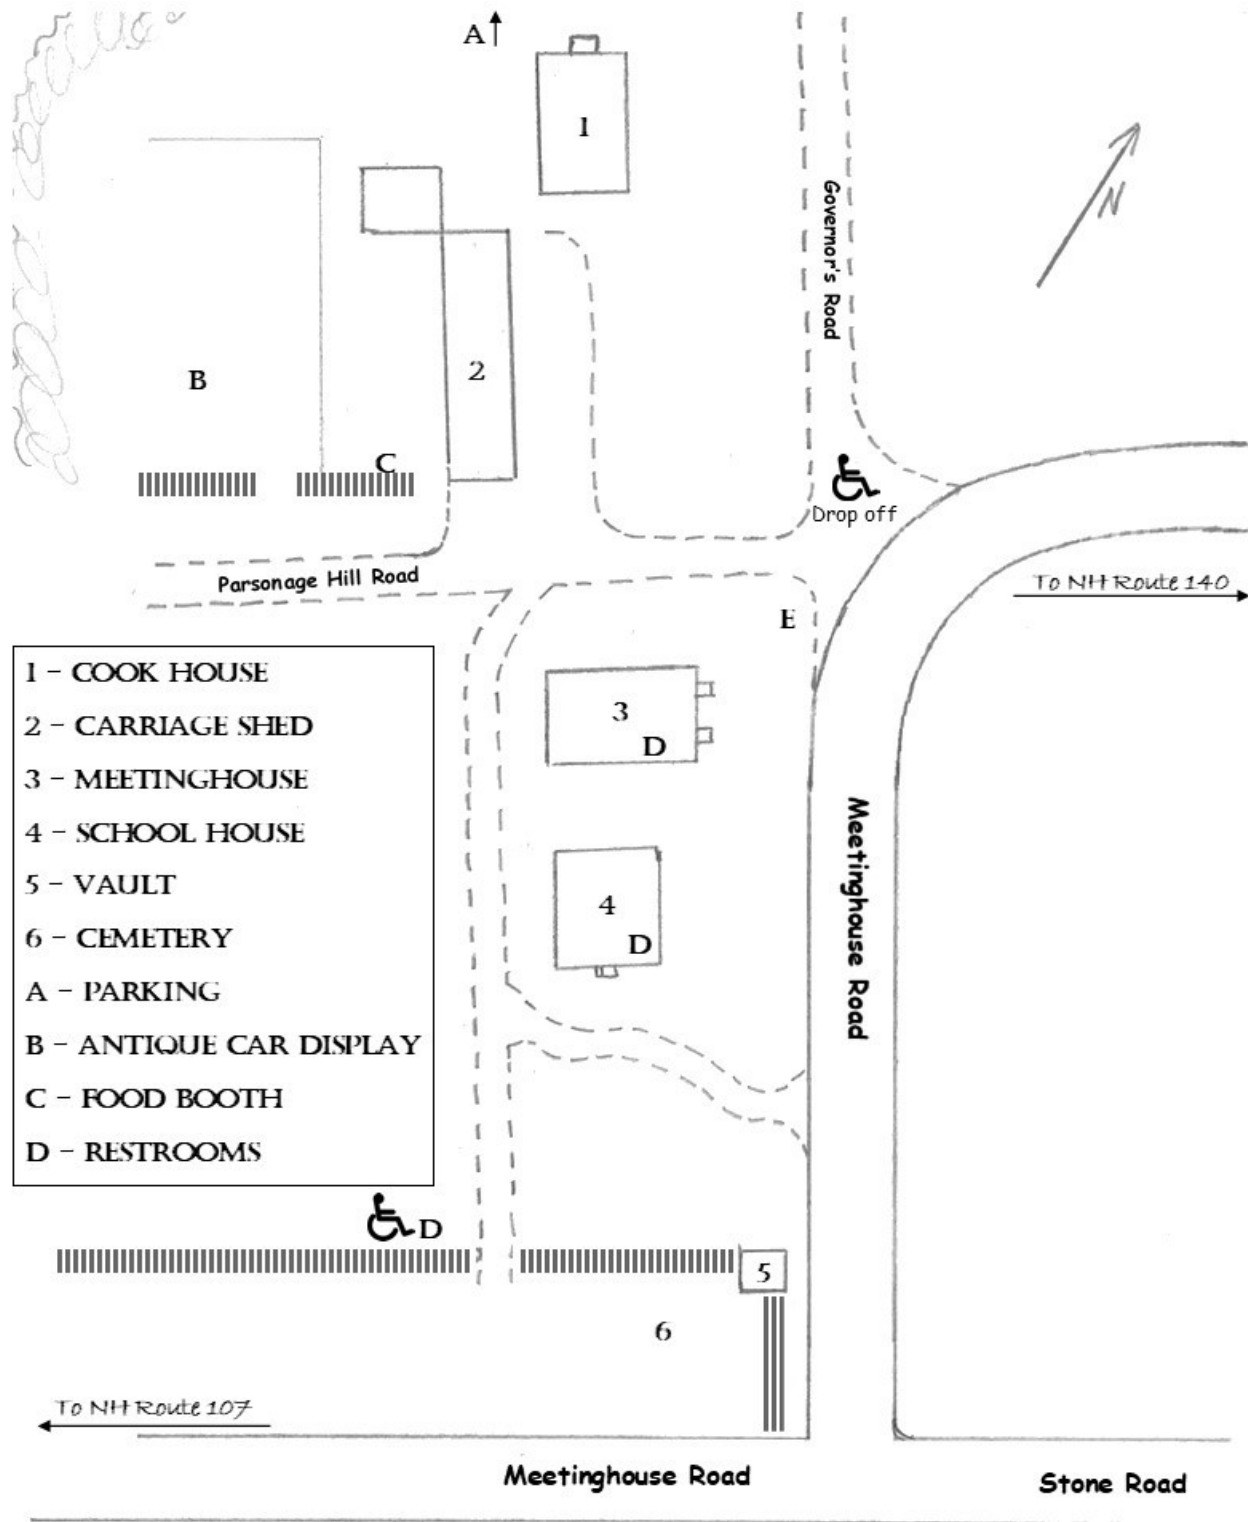 A
1
N
Governor's Road
2
B
C
Drop off
Parsonage Hill Road
To NH Route 140
E
1 - COOK HOUSE
2 - CARRIAGE SHED
3 - MEETINGHOUSE
4 - SCHOOL HOUSE
5 - VAULT
6 - CEMETERY
A - PARKING
B - ANTIQUE CAR DISPLAY
C - FOOD BOOTH
D - RESTROOMS
3
D
Meetinghouse Road
4
D
D
5
6
To NH Route 107
Meetinghouse Road
Stone Road